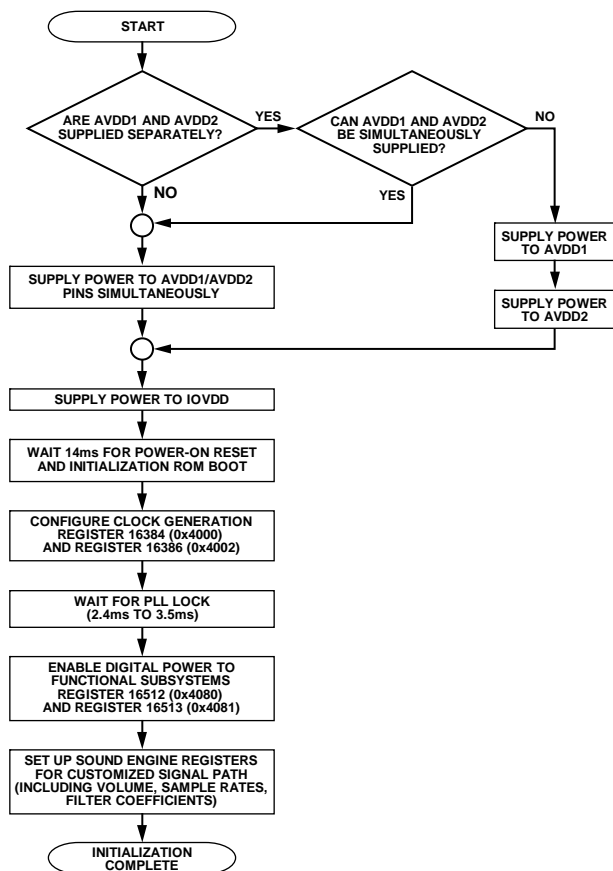 START
ARE AVDD1 AND AVDD2
SUPPLIED SEPARATELY?
YES
CAN AVDD1 AND AVDD2
BE SIMULTANEOUSLY
SUPPLIED?
NO
NO
YES
SUPPLY POWER
TO AVDD1
SUPPLY POWER TO AVDD1/AVDD2
PINS SIMULTANEOUSLY
SUPPLY POWER
TO AVDD2
SUPPLY POWER TO IOVDD
WAIT 14ms FOR POWER-ON RESET
AND INITIALIZATION ROM BOOT
CONFIGURE CLOCK GENERATION
REGISTER 16384 (0x4000)
AND REGISTER 16386 (0x4002)
WAIT FOR PLL LOCK
(2.4ms TO 3.5ms)
ENABLE DIGITAL POWER TO
FUNCTIONAL SUBSYSTEMS
REGISTER 16512 (0x4080)
AND REGISTER 16513 (0x4081)
SET UP SOUND ENGINE REGISTERS
FOR CUSTOMIZED SIGNAL PATH
(INCLUDING VOLUME, SAMPLE RATES,
FILTER COEFFICIENTS)
INITIALIZATION
COMPLETE